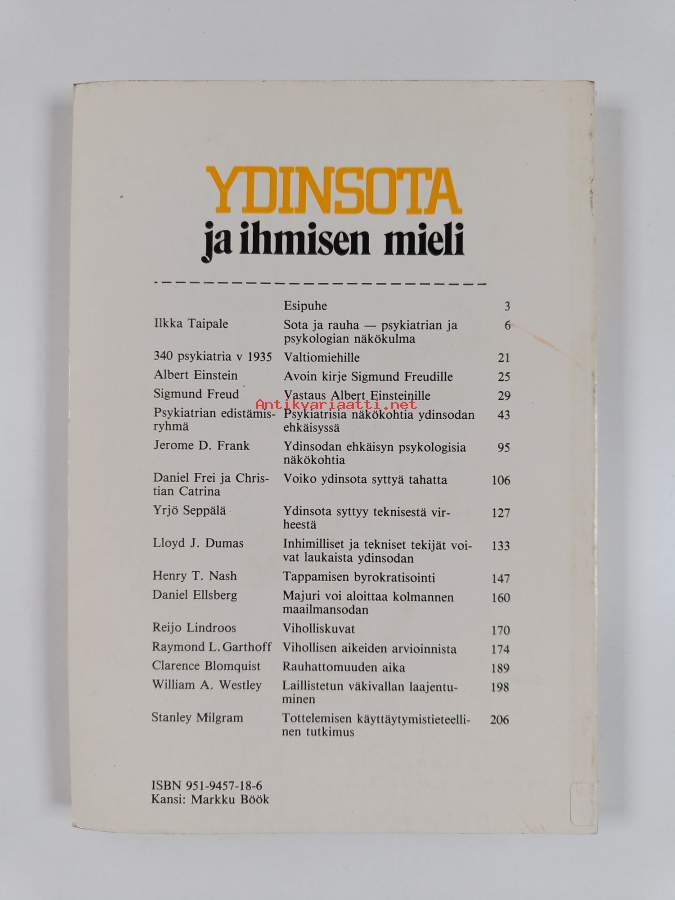 YDINSOTA
ja ihmisen mieli
Esipuhe 3
Ilkka Taipale Sota ja rauha — psykiatrian ja 6
psykologian näkökulma
340 psykiatria v 1935 Valtiomiehille 21
Albert Einstein Avoin kirje Sigmund Freudille 25
Sigmund Freud Vastaus Albert Einsteinille 29
Antikvariaatti.net
Psykiatrian edistämis- Psykiatrisia näkökohtia ydinsodan 43
ryhmä ehkäisyssä
Jerome D. Frank Ydinsodan ehkäisyn psykologisia 95
näkökohtia
Daniel Frei ja Chris- Voiko ydinsota syttyä tahatta 106
tian Catrina
Yrjö Seppälä Ydinsota syttyy teknisestä vir- 127
heestä
Lloyd J. Dumas Inhimilliset ja tekniset tekijät voi- 133
vat laukaista ydinsodan
Henry T. Nash Tappamisen byrokratisointi 147
Daniel Ellsberg Majuri voi aloittaa kolmannen 160
maailmansodan
Reijo Lindroos Viholliskuvat 170
Raymond L. Garthoff Vihollisen aikeiden arvioinnista 174
Clarence Blomquist Rauhattomuuden aika 189
William A. Westley Laillistetun väkivallan laajentu- 198
minen
Stanley Milgram Tottelemisen käyttäytymistieteelli- 206
nen tutkimus
ISBN 951-9457-18-6
Kansi: Markku Böök